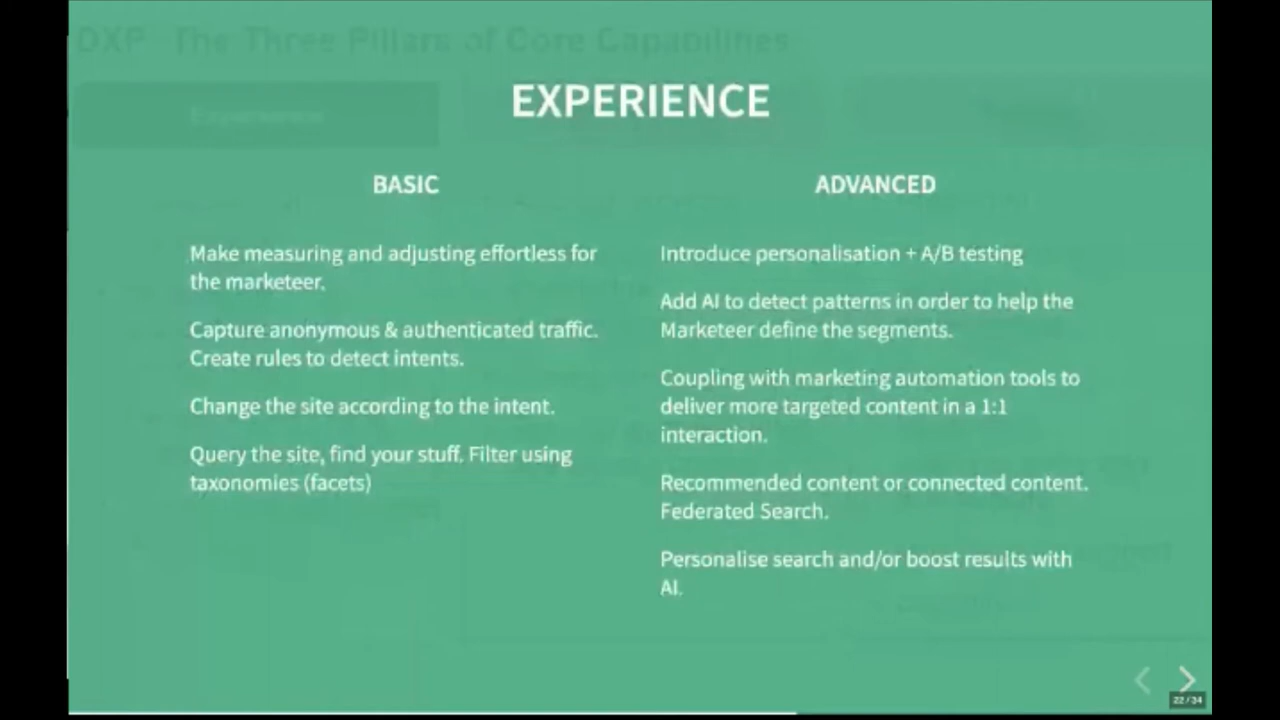 DXP The Three Pillars of Core Capabilities
EXPERIENCE
BASIC
Make measuring and adjusting effortless for
the marketeer.
Capture anonymous & authenticated traffic.
Create rules to detect intents.
Change the site according to the intent.
Query the site, find your stuff. Filter using
taxonomies (facets)
ADVANCED
Introduce personalisation + A/B testing
Add AI to detect patterns in order to help the
Marketeer define the segments.
Coupling with marketing automation tools to
deliver more targeted content in a 1:1
interaction.
Recommended content or connected content.
Federated Search.
Personalise search and/or boost results with
AI.
22 / 34